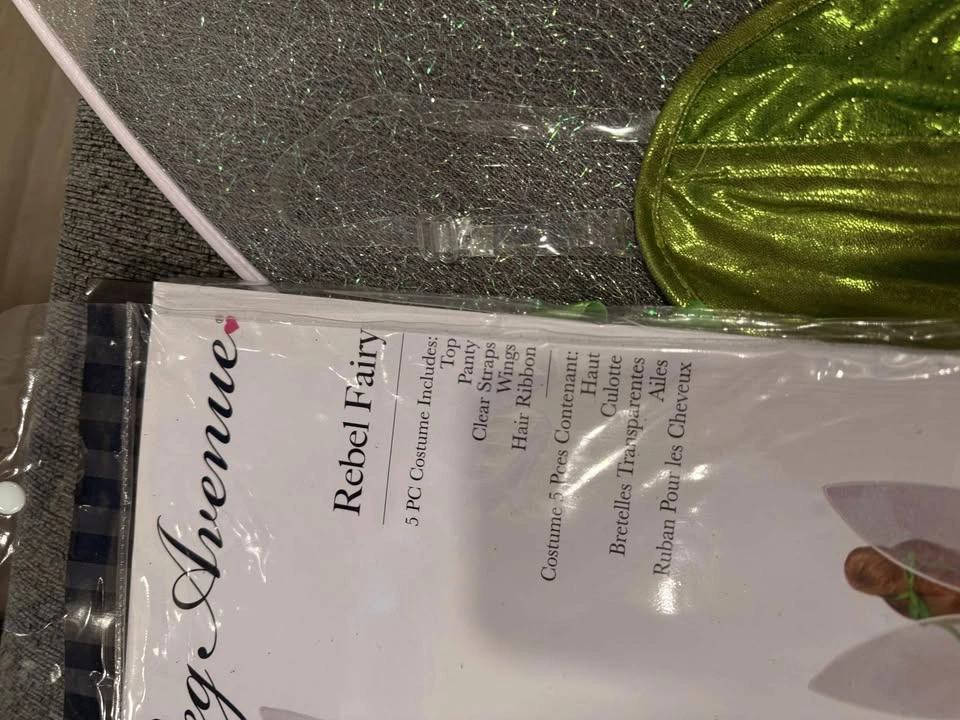 eg Avenue
Rebel Fairy
5 PC Costume Includes:
Top
Panty
Clear Straps
Wings
Hair Ribbon
Costume 5 Pces Contenant:
Haut
Culotte
Bretelles Transparentes
Ailes
Ruban Pour les Cheveux